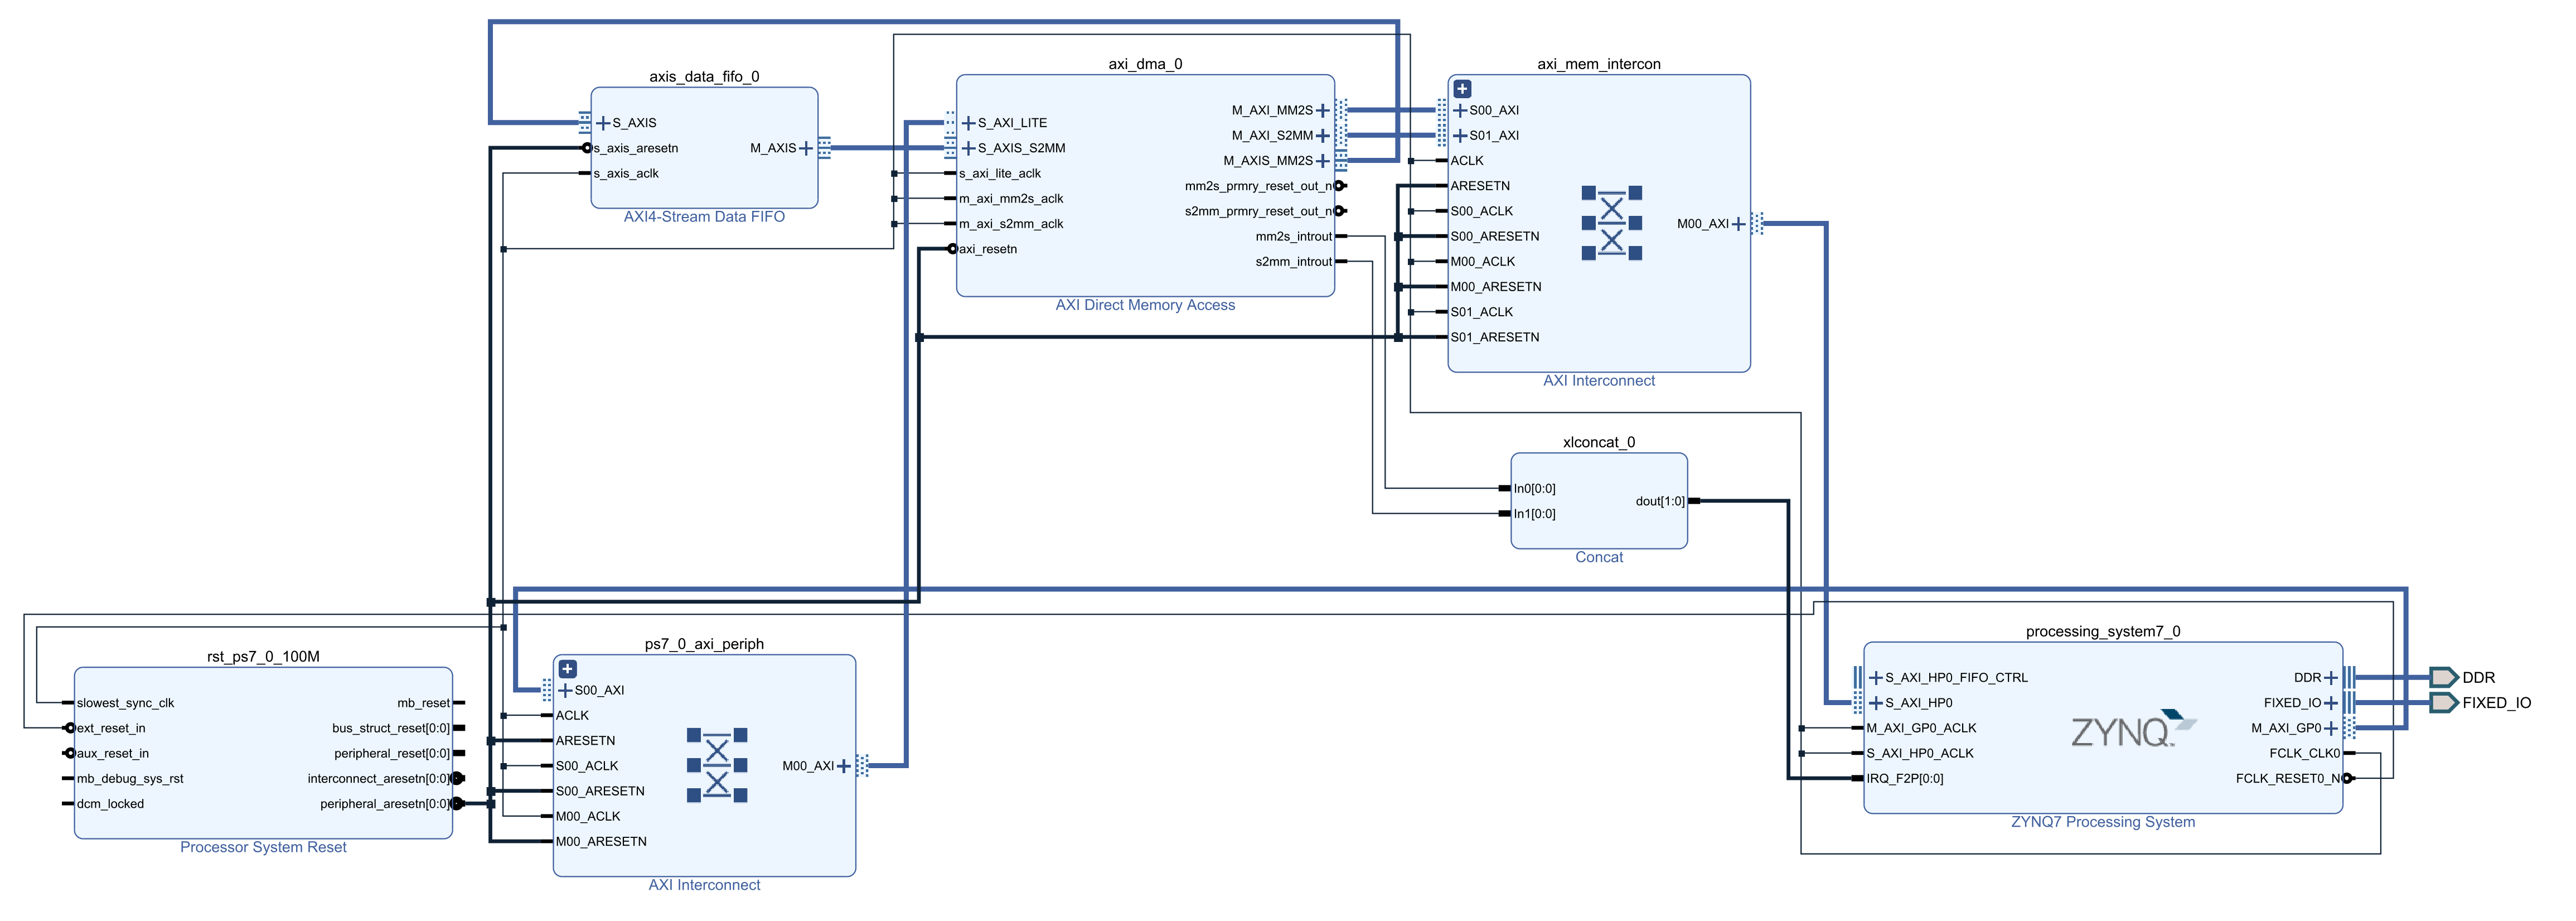 axis_data_fifo_0
S_AXIS
s_axis_aresetn
s_axis_aclk
M_AXIS
AXI4-Stream Data FIFO
axi_dma_0
S_AXI_LITE
S_AXIS_S2MM
s_axi_lite_aclk
m_axi_mm2s_aclk
m_axi_s2mm_aclk
axi_resetn
M_AXI_MM2S
M_AXI_S2MM
M_AXIS_MM2S
mm2s_prmry_reset_out_n
s2mm_prmry_reset_out_n
mm2s_introut
s2mm_introut
AXI Direct Memory Access
axi_mem_intercon
S00_AXI
S01_AXI
ACLK
ARESETN
S00_ACLK
S00_ARESETN
M00_ACLK
M00_ARESETN
S01_ACLK
S01_ARESETN
M00_AXI
AXI Interconnect
xlconcat_0
In0[0:0]
In1[0:0]
dout[1:0]
Concat
rst_ps7_0_100M
slowest_sync_clk
ext_reset_in
aux_reset_in
mb_debug_sys_rst
dcm_locked
mb_reset
bus_struct_reset[0:0]
peripheral_reset[0:0]
interconnect_aresetn[0:0]
peripheral_aresetn[0:0]
Processor System Reset
ps7_0_axi_periph
S00_AXI
ACLK
ARESETN
S00_ACLK
S00_ARESETN
M00_ACLK
M00_ARESETN
M00_AXI
AXI Interconnect
processing_system7_0
S_AXI_HP0_FIFO_CTRL
S_AXI_HP0
M_AXI_GP0_ACLK
S_AXI_HP0_ACLK
IRQ_F2P[0:0]
ZYNQ
DDR
FIXED_IO
M_AXI_GP0
FCLK_CLK0
FCLK_RESET0_N
ZYNQ7 Processing System
DDR
FIXED_IO